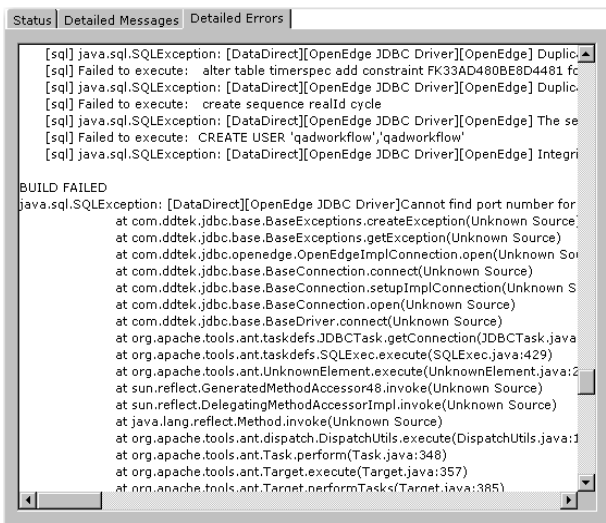 Status Detailed Messages Detailed Errors
[sql] java.sql.SQLException: [DataDirect][OpenEdge JDBC Driver][OpenEdge] Duplic
[sql] Failed to execute: alter table timerspec add constraint FK33AD480BE8D4481 fo
[sql] java.sql.SQLException: [DataDirect][OpenEdge JDBC Driver][OpenEdge] Duplic
[sql] Failed to execute: create sequence realId cycle
[sql] java.sql.SQLException: [DataDirect][OpenEdge JDBC Driver][OpenEdge] The se
[sql] Failed to execute: CREATE USER 'qadworkflow','qadworkflow'
[sql] java.sql.SQLException: [DataDirect][OpenEdge JDBC Driver][OpenEdge] Integri
BUILD FAILED
java.sql.SQLException: [DataDirect][OpenEdge JDBC Driver]Cannot find port number for
at com.ddtek.jdbc.base.BaseExceptions.createException(Unknown Source)
at com.ddtek.jdbc.base.BaseExceptions.getException(Unknown Source)
at com.ddtek.jdbc.openedge.OpenEdgeImplConnection.open(Unknown Sou
at com.ddtek.jdbc.base.BaseConnection.connect(Unknown Source)
at com.ddtek.jdbc.base.BaseConnection.setupImplConnection(Unknown S
at com.ddtek.jdbc.base.BaseConnection.open(Unknown Source)
at com.ddtek.jdbc.base.BaseDriver.connect(Unknown Source)
at org.apache.tools.ant.taskdefs.JDBCTask.getConnection(JDBCTask.java
at org.apache.tools.ant.taskdefs.SQLExec.execute(SQLExec.java:429)
at org.apache.tools.ant.UnknownElement.execute(UnknownElement.java:2
at sun.reflect.GeneratedMethodAccessor48.invoke(Unknown Source)
at sun.reflect.DelegatingMethodAccessorImpl.invoke(Unknown Source)
at java.lang.reflect.Method.invoke(Unknown Source)
at org.apache.tools.ant.dispatch.DispatchUtils.execute(DispatchUtils.java:1
at org.apache.tools.ant.Task.perform(Task.java:348)
at org.apache.tools.ant.Target.execute(Target.java:357)
at org.apache.tools.ant.Target.performTasks(Target.java:385)